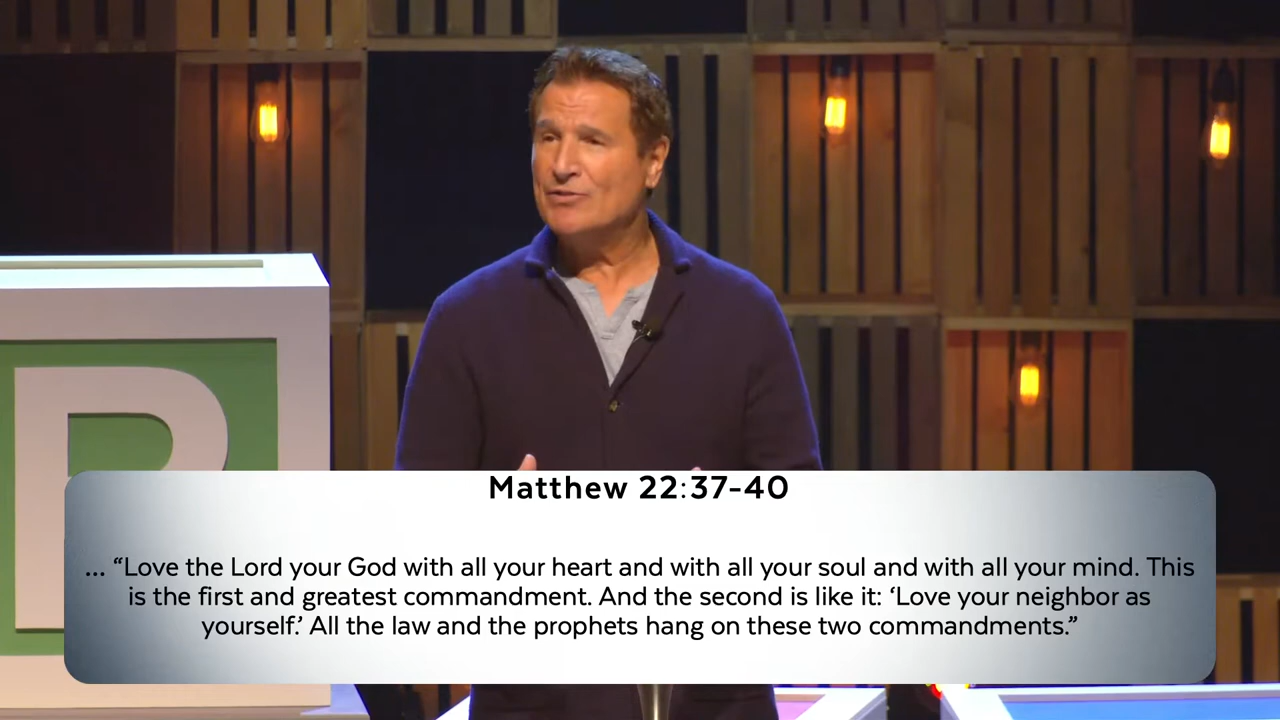 R
Matthew 22:37-40
... “Love the Lord your God with all your heart and with all your soul and with all your mind. This
is the first and greatest commandment. And the second is like it: ‘Love your neighbor as
yourself.’ All the law and the prophets hang on these two commandments.”